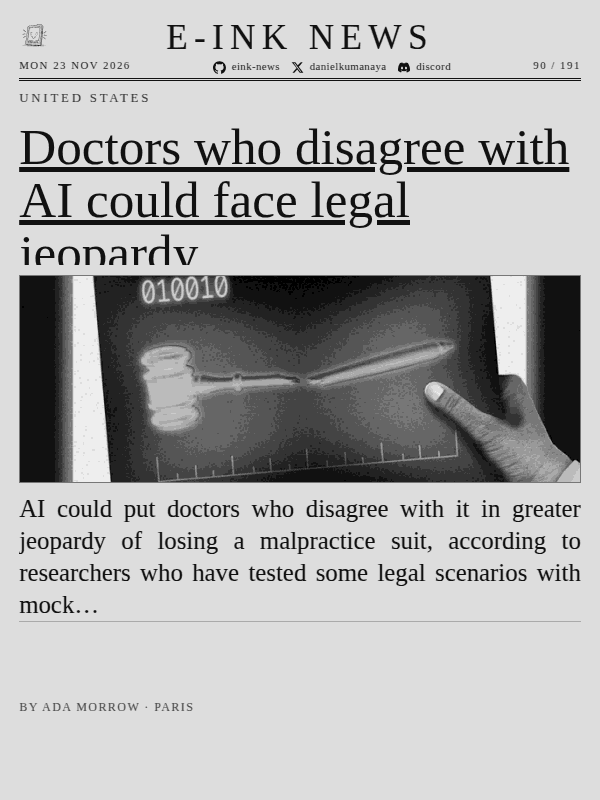 E-INK NEWS
MON 23 NOV 2026
eink-news danielkumanaya discord
90 / 191
UNITED STATES
Doctors who disagree with
AI could face legal
jeopardy
010010
AI could put doctors who disagree with it in greater
jeopardy of losing a malpractice suit, according to
researchers who have tested some legal scenarios with
mock…
BY ADA MORROW · PARIS